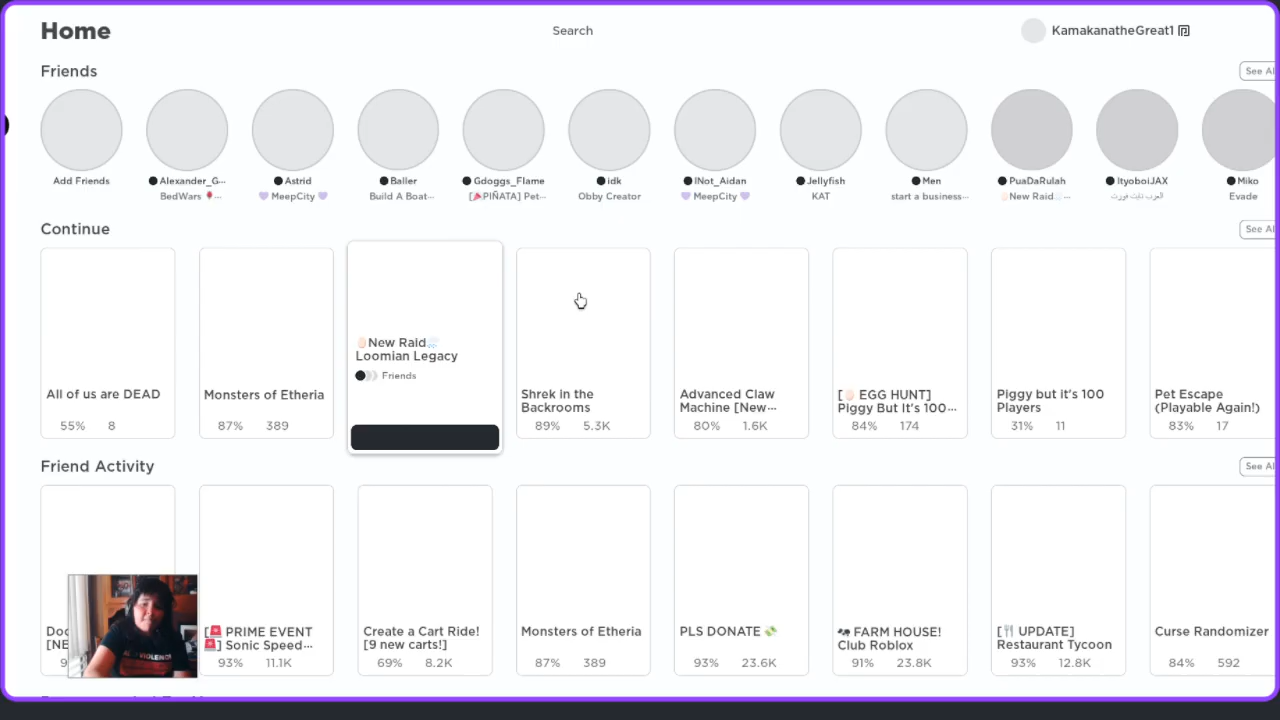 Home
Search
KamakanatheGreat1
Friends
See Al
Add Friends
Alexander_G...
Astrid
Baller
Gdoggs_Flame
idk
INot_Aidan
Jellyfish
Men
PuaDaRulah
ItyoboiJAX
Miko
BedWars 🌹...
💜 MeepCity 💜
Build A Boat...
[🎉PIÑATA] Pet...
Obby Creator
💜 MeepCity 💜
KAT
start a business...
🥚New Raid🌨️...
Evade
Continue
See Al
All of us are DEAD
55% 8
Monsters of Etheria
87% 389
🥚New Raid🌨️
Loomian Legacy
Friends
Shrek in the
Backrooms
89% 5.3K
Advanced Claw
Machine [New...
80% 1.6K
[🥚 EGG HUNT]
Piggy But It's 100...
84% 174
Piggy but it's 100
Players
31% 11
Pet Escape
(Playable Again!)
83% 17
Friend Activity
See Al
Doo
[NE
9
[🚨 PRIME EVENT
🚨] Sonic Speed...
93% 11.1K
Create a Cart Ride!
[9 new carts!]
69% 8.2K
Monsters of Etheria
87% 389
PLS DONATE 💸
93% 23.6K
🐄 FARM HOUSE!
Club Roblox
91% 23.8K
[🍴 UPDATE]
Restaurant Tycoon
93% 12.8K
Curse Randomizer
84% 592